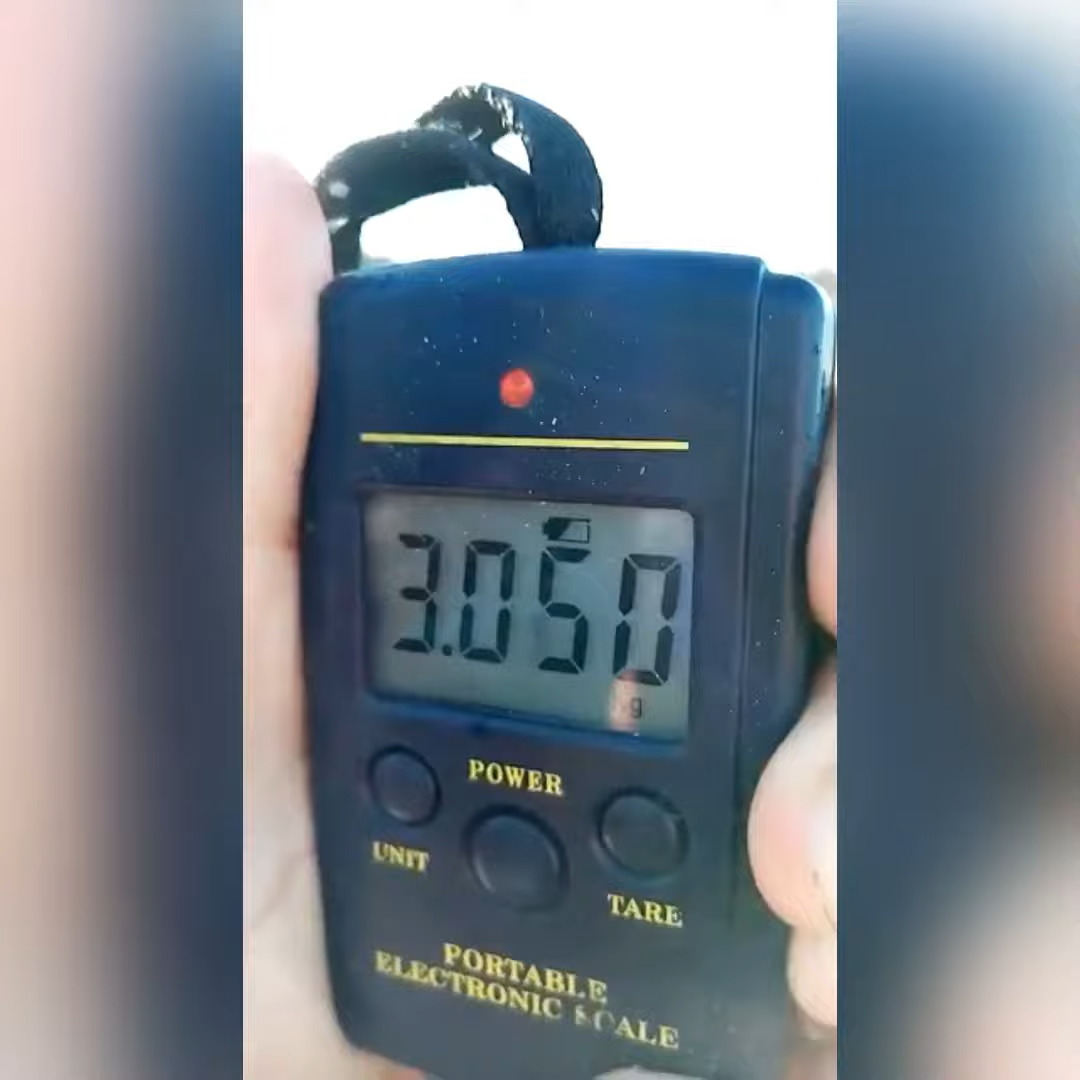 3.050
g
POWER
UNIT
TARE
PORTABLE
ELECTRONIC SCALE